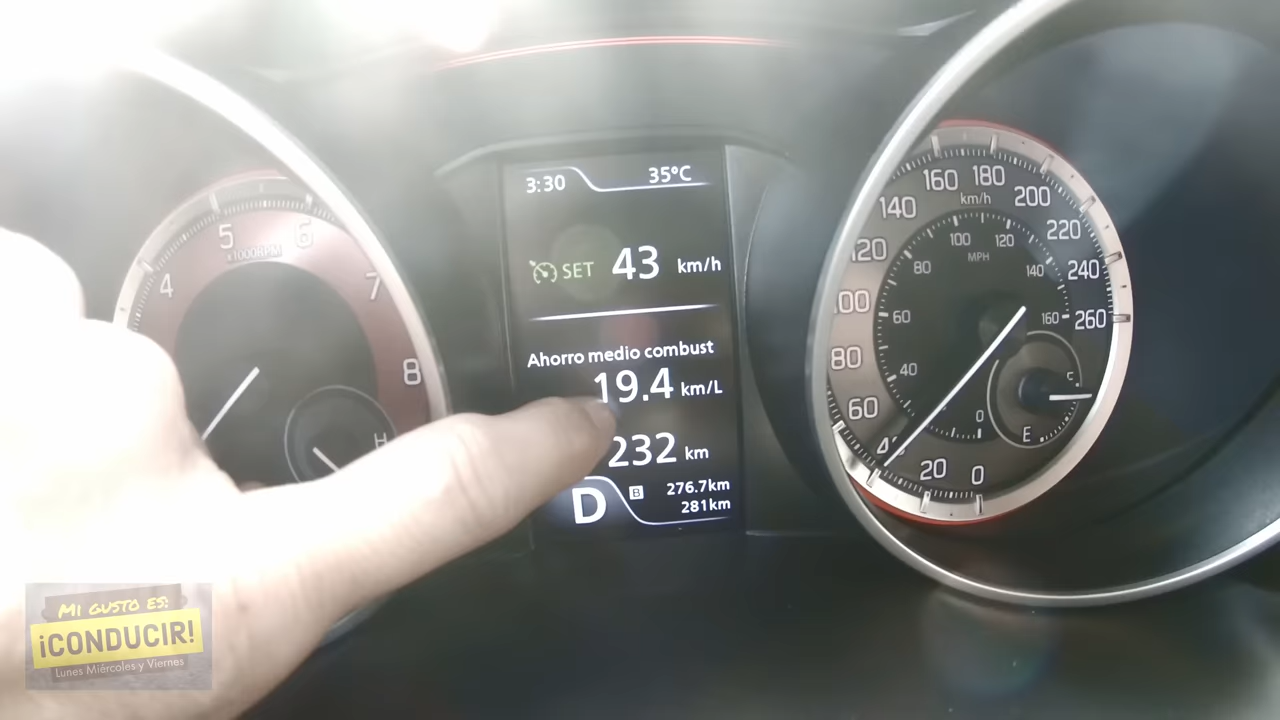 3:30 35°C
SET 43 km/h
Ahorro medio combust
19.4 km/L
232 km
D B 276.7km
281km
4
5
6
7
8
x1000RPM
H
0
20
60
80
100
120
140
160
180
200
220
240
260
km/h
40
60
80
100
120
140
160
MPH
0
E
MI GUSTO ES:
¡CONDUCIR!
Lunes Miércoles y Viernes